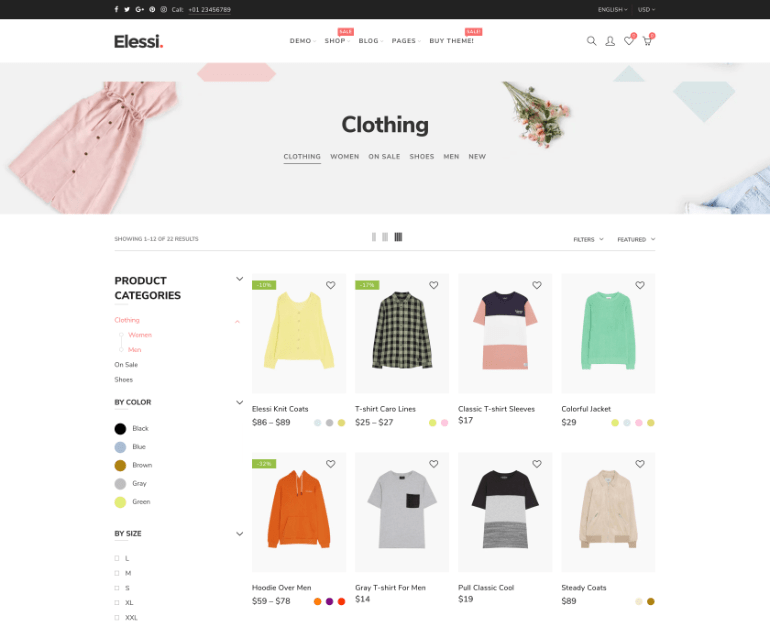 Call: +01 23456789
ENGLISH
USD
Elessi.
DEMO
SHOP
SALE
BLOG
PAGES
BUY THEME!
SALE!
0
0
Clothing
CLOTHING WOMEN ON SALE SHOES MEN NEW
SHOWING 1–12 OF 22 RESULTS
FILTERS
FEATURED
PRODUCT
CATEGORIES
Clothing
Women
Men
On Sale
Shoes
BY COLOR
Black
Blue
Brown
Gray
Green
BY SIZE
L
M
S
XL
XXL
-10%
Elessi Knit Coats
$86 – $89
T-shirt Caro Lines
$25 – $27
Classic T-shirt Sleeves
$17
Colorful Jacket
$29
Hoodie Over Men
$59 – $78
Gray T-shirt For Men
$14
Pull Classic Cool
$19
Steady Coats
$89